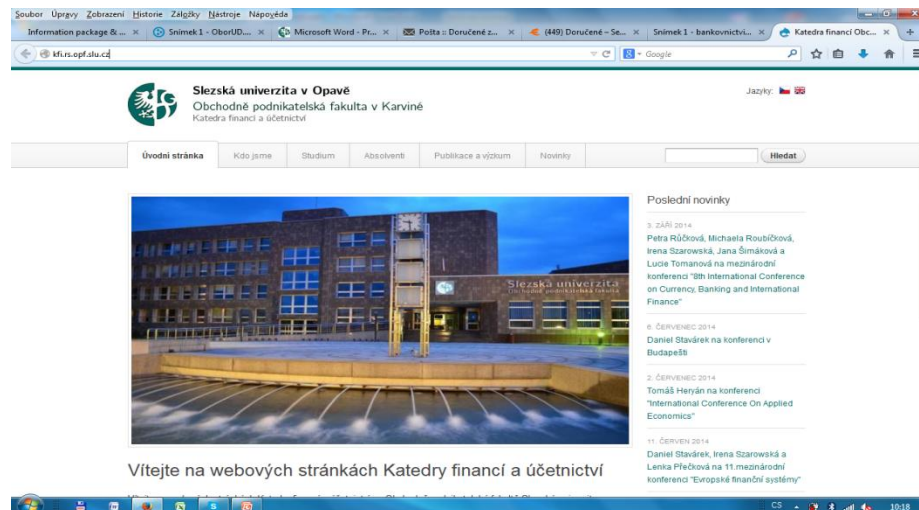 Soubor Úpravy Zobrazení Historie Záložky Nástroje Nápověda
Information package & ... × Snímek 1 - OborUD.... × Microsoft Word - Pr... × Pošta :: Doručené z... × (449) Doručené – Se... × Snímek 1 - bankovnictvi... × Katedra financí Obc... × +
kfi.rs.opf.slu.cz
Google
Slezská univerzita v Opavě
Obchodně podnikatelská fakulta v Karviné
Katedra financí a účetnictví
Jazyky:
Úvodní stránka Kdo jsme Studium Absolventi Publikace a výzkum Novinky Hledat
Slezská univerzita
Obchodně podnikatelská fakulta
Poslední novinky
3. ZÁŘÍ 2014
Petra Růčková, Michaela Roubíčková,
Irena Szarowská, Jana Šimáková a
Lucie Tomanová na mezinárodní
konferenci "8th International Conference
on Currency, Banking and International
Finance"
6. ČERVENEC 2014
Daniel Stavárek na konferenci v
Budapešti
2. ČERVENEC 2014
Tomáš Heryán na konferenci
"International Conference On Applied
Economics"
11. ČERVEN 2014
Daniel Stavárek, Irena Szarowská a
Lenka Přečková na 11.mezinárodní
konferenci "Evropské finanční systémy"
Vítejte na webových stránkách Katedry financí a účetnictví
CS 10:18